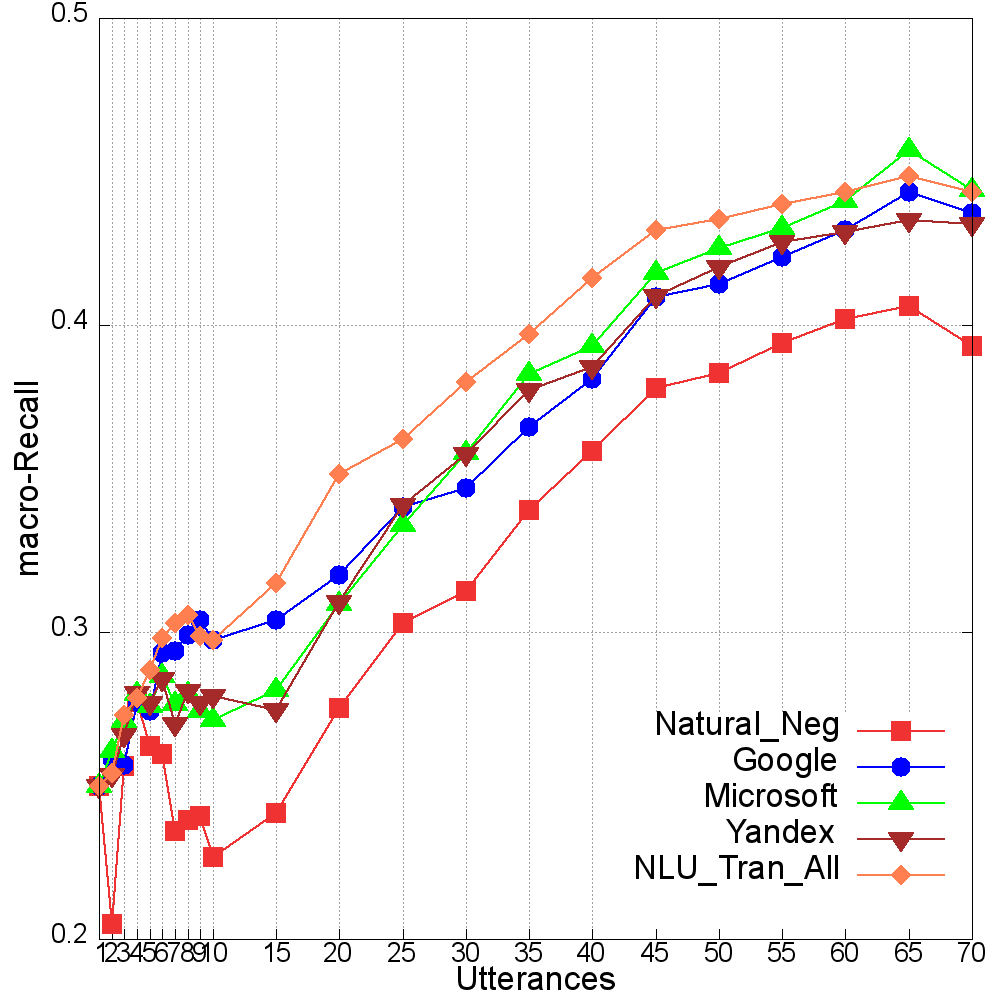 0.5
0.4
0.3
0.2
macro-Recall
Natural_Neg
Google
Microsoft
Yandex
NLU_Tran_All
1 2 3 4 5 6 7 8 9 10 15 20 25 30 35 40 45 50 55 60 65 70
Utterances